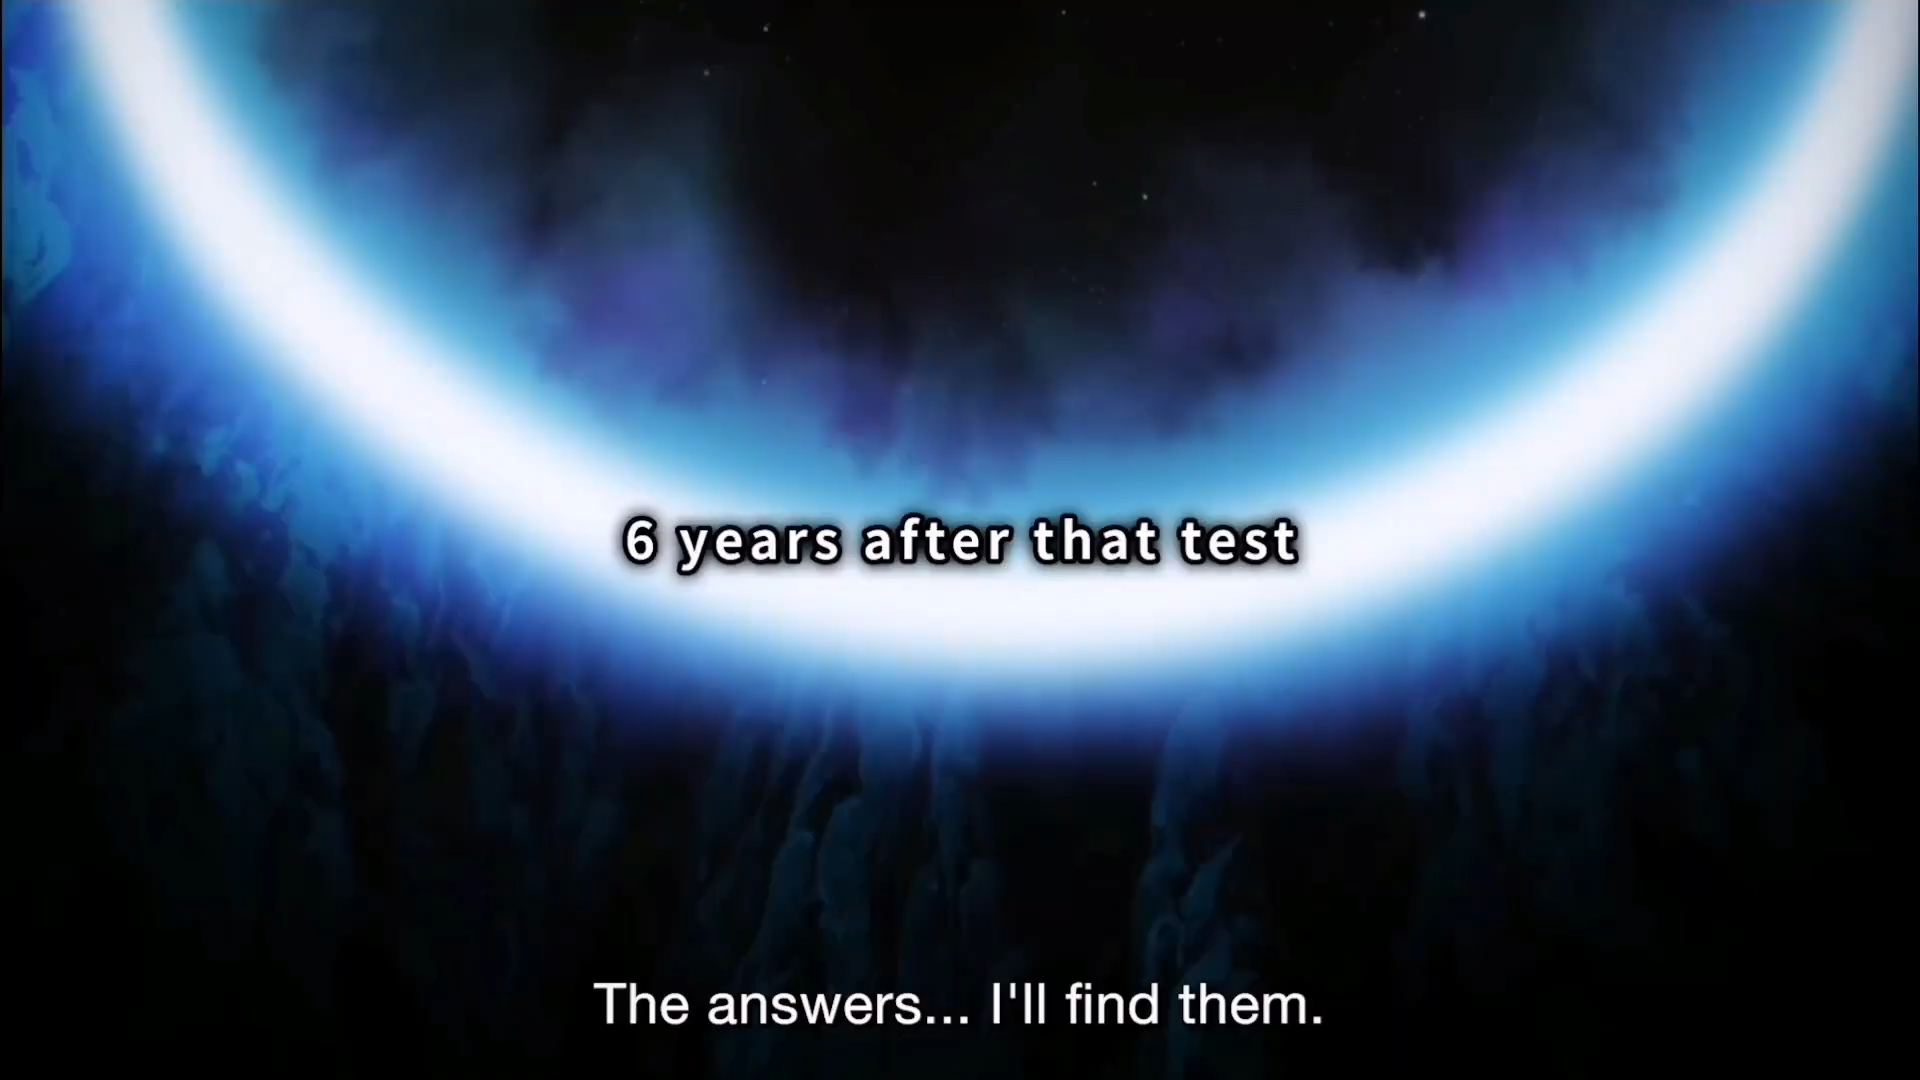 6 years after that test
The answers... I'll find them.